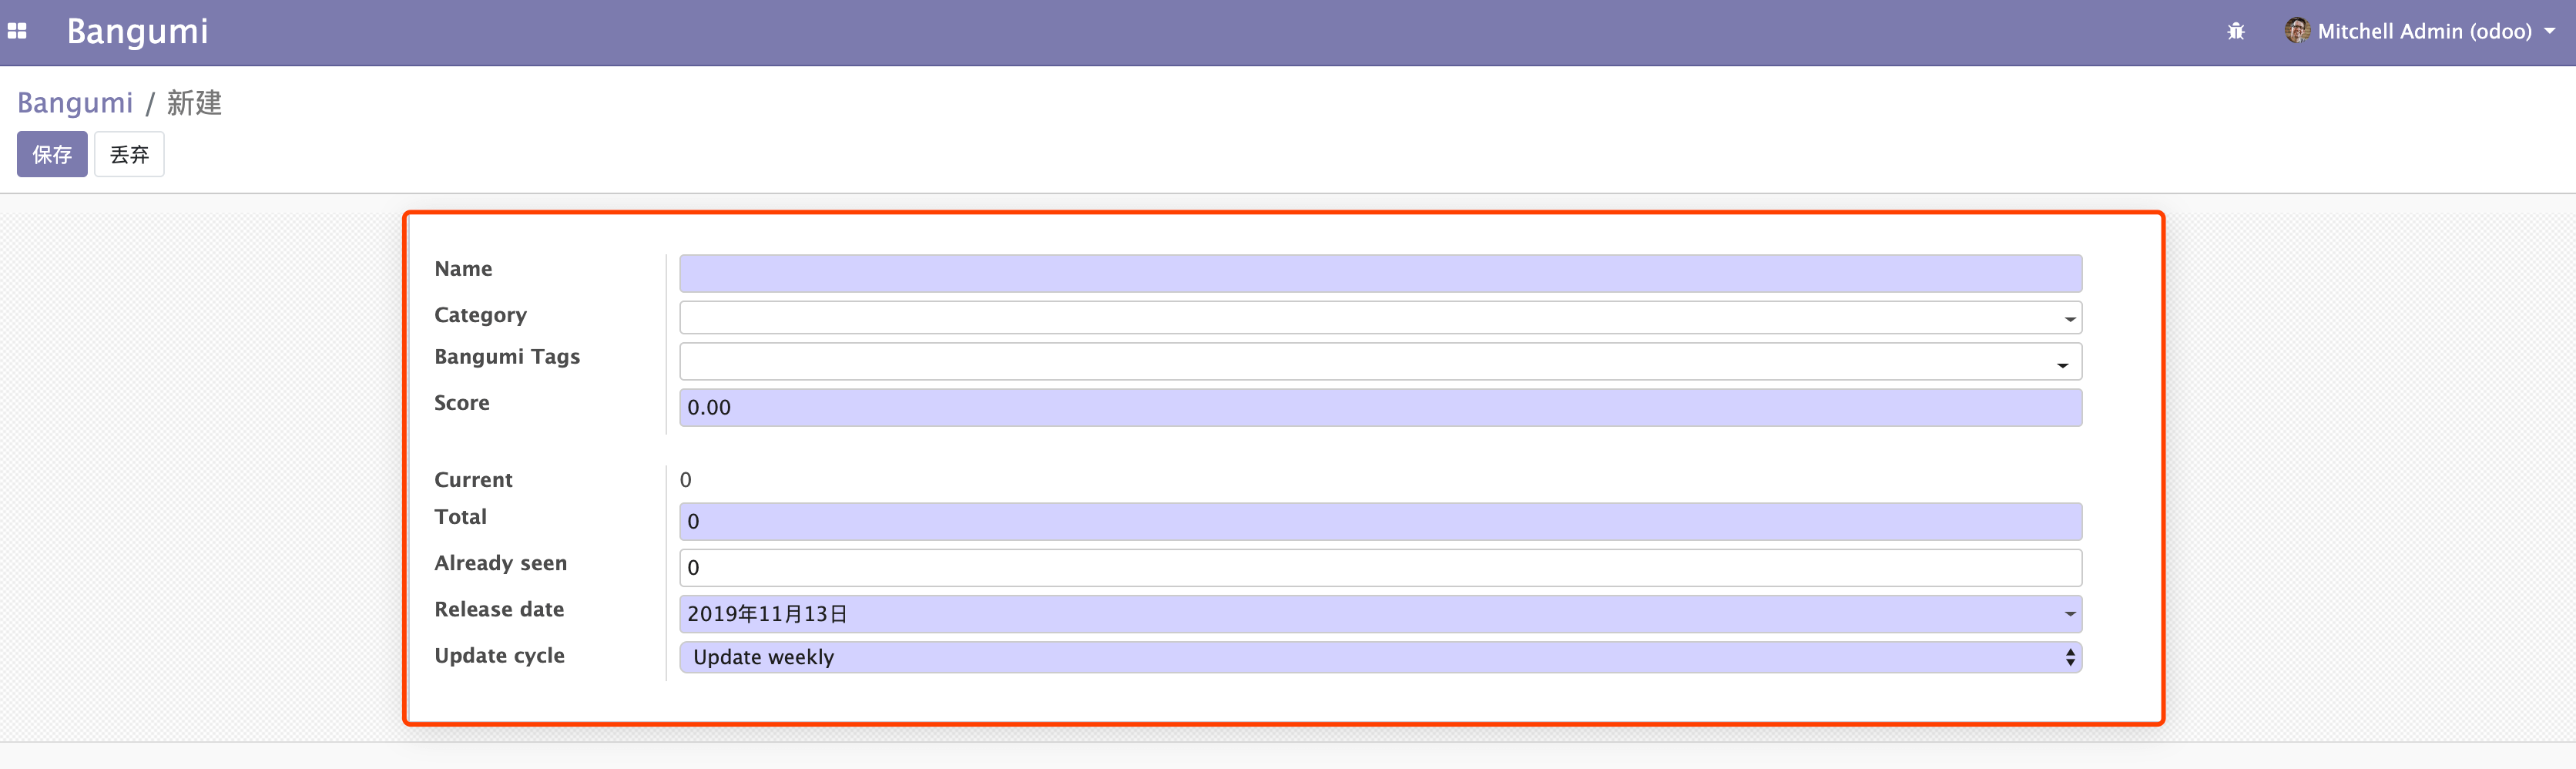 Bangumi
Mitchell Admin (odoo)
Bangumi / 新建
保存 丢弃
Name
Category
Bangumi Tags
Score 0.00
Current 0
Total 0
Already seen 0
Release date 2019年11月13日
Update cycle Update weekly